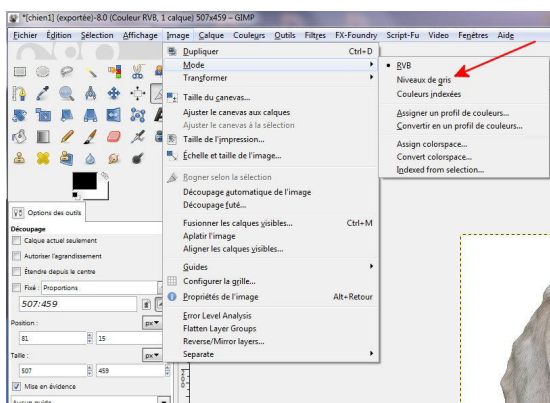 *[chien1] (exportée)-8.0 (Couleur RVB, 1 calque) 507x459 – GIMP
Fichier Édition Sélection Affichage Image Calque Couleurs Outils Filtres FX-Foundry Script-Fu Video Fenêtres Aide
Dupliquer Ctrl+D
Mode
Transformer
Taille du canevas...
Ajuster le canevas aux calques
Ajuster le canevas à la sélection
Taille de l'impression...
Échelle et taille de l'image...
Rogner selon la sélection
Découpage automatique de l'image
Découpage futé...
Fusionner les calques visibles... Ctrl+M
Aplatir l'image
Aligner les calques visibles...
Guides
Configurer la grille...
Propriétés de l'image Alt+Retour
Error Level Analysis
Flatten Layer Groups
Reverse/Mirror layers...
Separate
RVB
Niveaux de gris
Couleurs indexées
Assigner un profil de couleurs...
Convertir en un profil de couleurs...
Assign colorspace...
Convert colorspace...
Indexed from selection...
Options des outils
Découpage
Calque actuel seulement
Autoriser l'agrandissement
Étendre depuis le centre
Fixé : Proportions
507:459
Position : px
81 15
Taille : px
507 459
Mise en évidence
Aucun guide